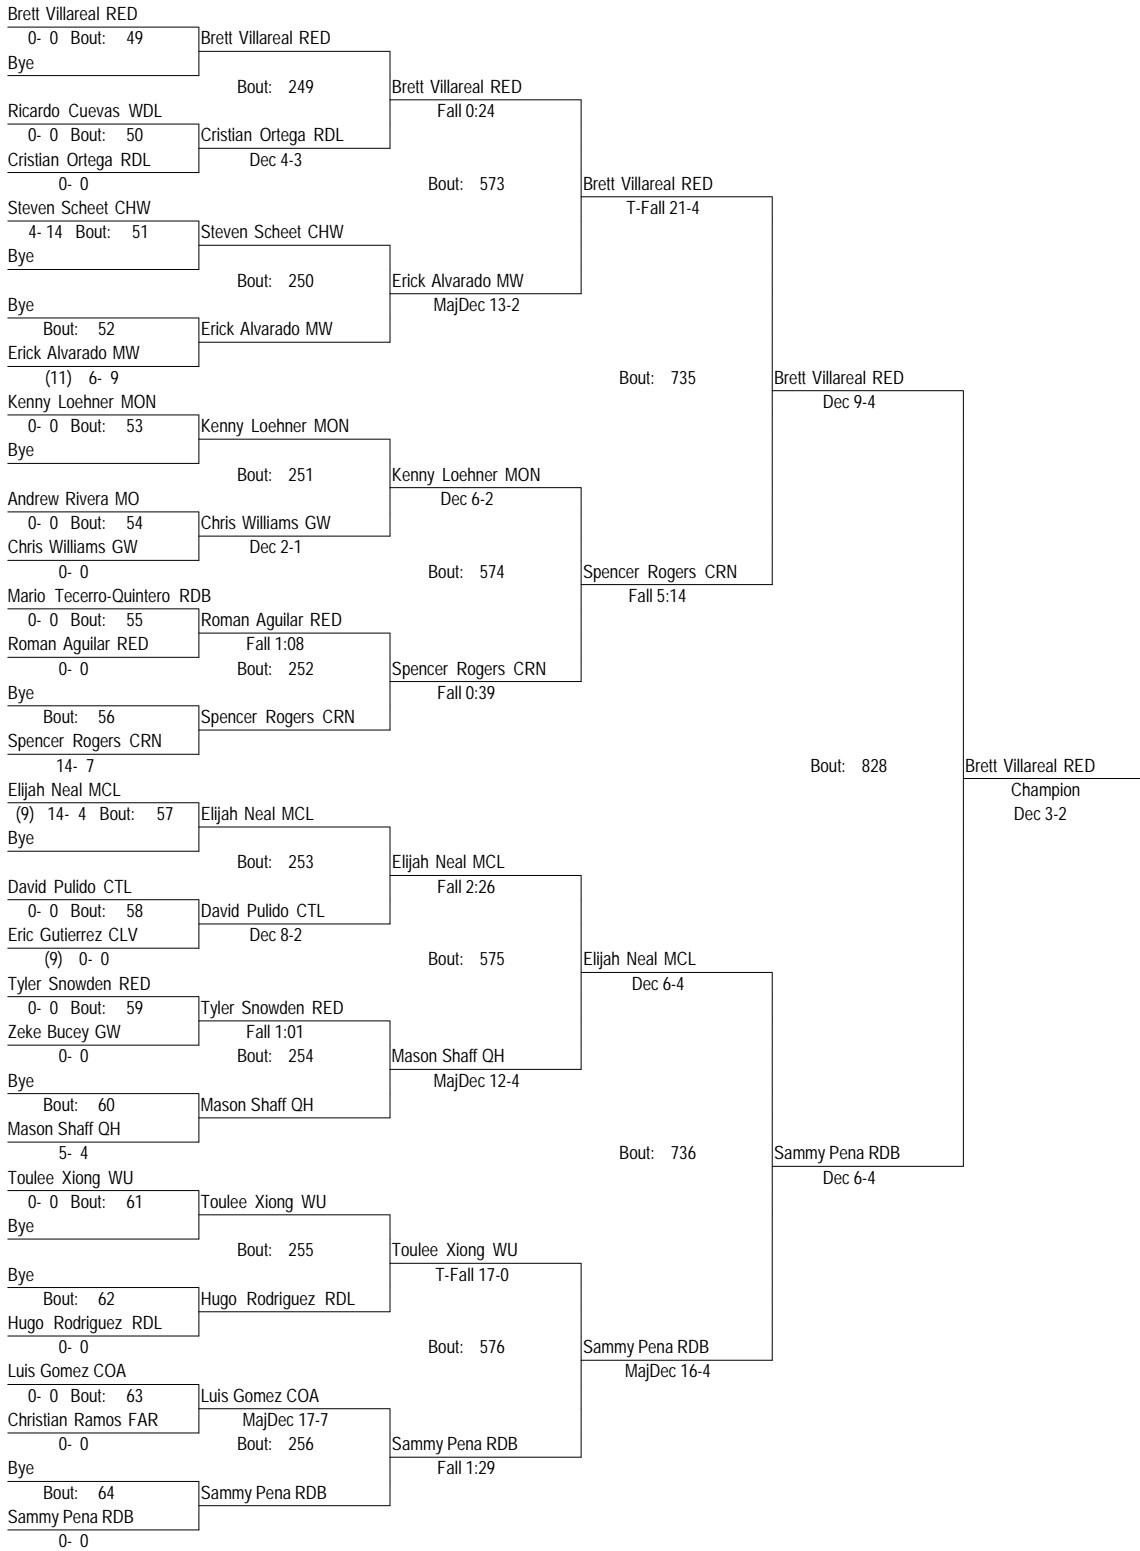 Brett Villareal RED
0- 0 Bout: 49
Brett Villareal RED
Bye
Bout: 249
Brett Villareal RED
Ricardo Cuevas WDL
Fall 0:24
0- 0 Bout: 50
Cristian Ortega RDL
Cristian Ortega RDL
Dec 4-3
0- 0
Bout: 573
Brett Villareal RED
Steven Scheet CHW
T-Fall 21-4
4- 14 Bout: 51
Steven Scheet CHW
Bye
Bout: 250
Erick Alvarado MW
Bye
MajDec 13-2
Bout: 52
Erick Alvarado MW
Erick Alvarado MW
(11) 6- 9
Bout: 735
Brett Villareal RED
Kenny Loehner MON
Dec 9-4
0- 0 Bout: 53
Kenny Loehner MON
Bye
Bout: 251
Kenny Loehner MON
Andrew Rivera MO
Dec 6-2
0- 0 Bout: 54
Chris Williams GW
Chris Williams GW
Dec 2-1
0- 0
Bout: 574
Spencer Rogers CRN
Mario Tecerro-Quintero RDB
Fall 5:14
0- 0 Bout: 55
Roman Aguilar RED
Roman Aguilar RED
Fall 1:08
0- 0
Bout: 252
Spencer Rogers CRN
Bye
Fall 0:39
Bout: 56
Spencer Rogers CRN
Spencer Rogers CRN
14- 7
Bout: 828
Brett Villareal RED
Elijah Neal MCL
Champion
(9) 14- 4 Bout: 57
Elijah Neal MCL
Dec 3-2
Bye
Bout: 253
Elijah Neal MCL
David Pulido CTL
Fall 2:26
0- 0 Bout: 58
David Pulido CTL
Eric Gutierrez CLV
Dec 8-2
(9) 0- 0
Bout: 575
Elijah Neal MCL
Tyler Snowden RED
Dec 6-4
0- 0 Bout: 59
Tyler Snowden RED
Zeke Bucey GW
Fall 1:01
0- 0
Bout: 254
Mason Shaff QH
Bye
MajDec 12-4
Bout: 60
Mason Shaff QH
Mason Shaff QH
5- 4
Bout: 736
Sammy Pena RDB
Toulee Xiong WU
Dec 6-4
0- 0 Bout: 61
Toulee Xiong WU
Bye
Bout: 255
Toulee Xiong WU
Bye
T-Fall 17-0
Bout: 62
Hugo Rodriguez RDL
Hugo Rodriguez RDL
0- 0
Bout: 576
Sammy Pena RDB
Luis Gomez COA
MajDec 16-4
0- 0 Bout: 63
Luis Gomez COA
Christian Ramos FAR
MajDec 17-7
0- 0
Bout: 256
Sammy Pena RDB
Bye
Fall 1:29
Bout: 64
Sammy Pena RDB
Sammy Pena RDB
0- 0